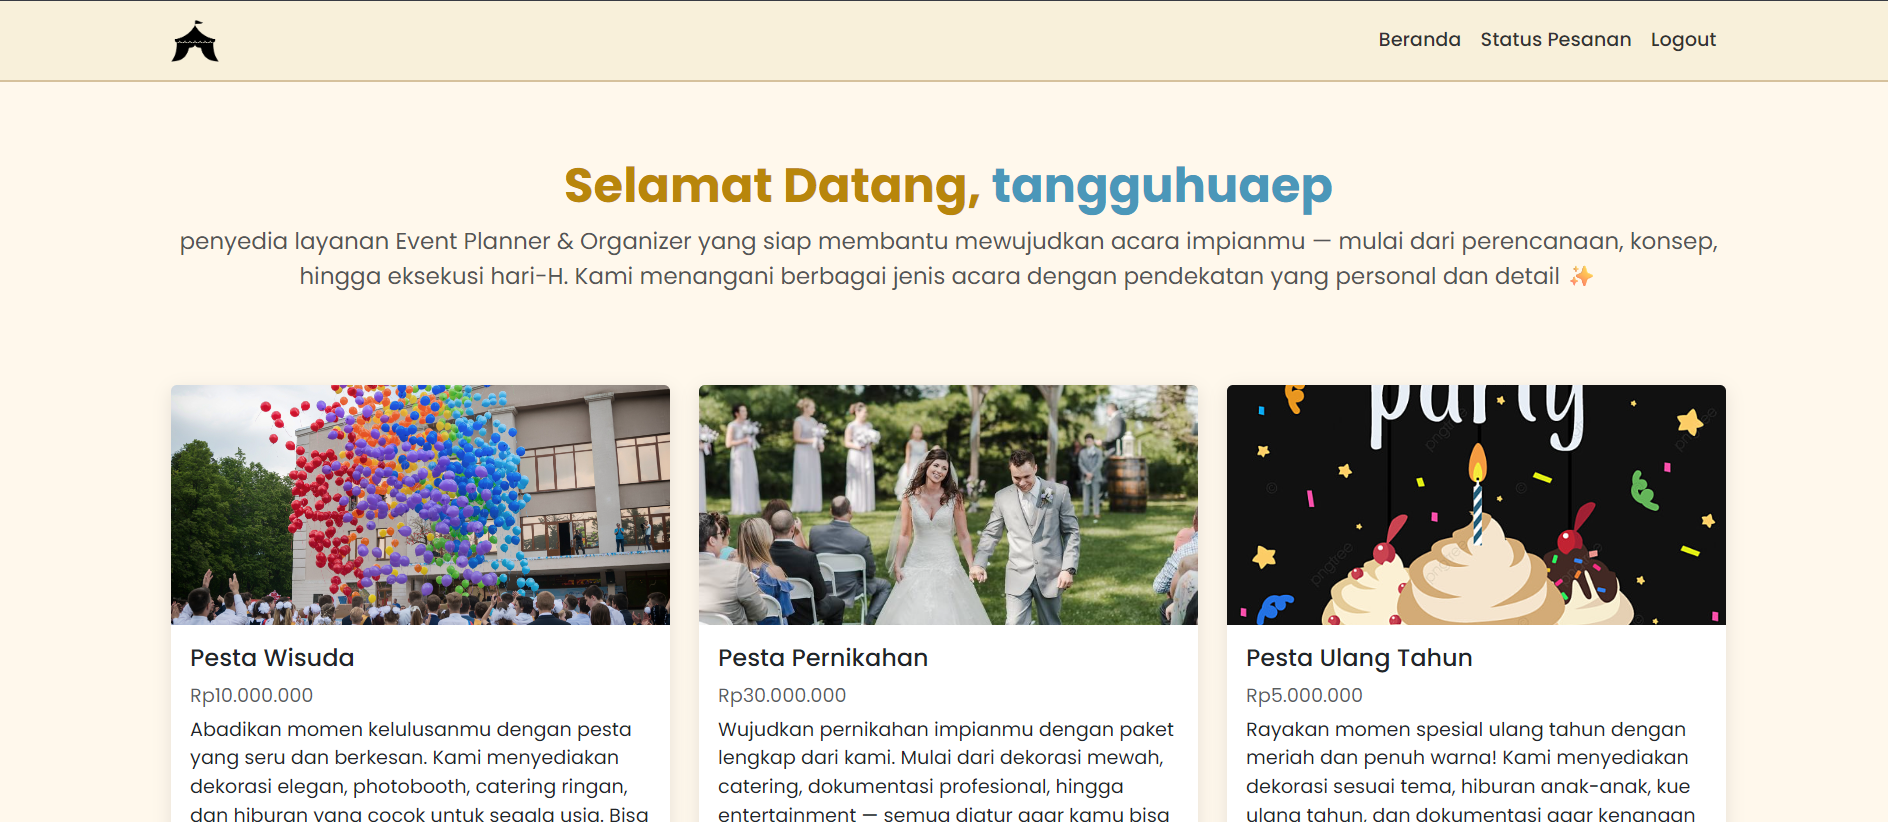 Beranda Status Pesanan Logout
Selamat Datang, tangguhuaep
penyedia layanan Event Planner & Organizer yang siap membantu mewujudkan acara impianmu — mulai dari perencanaan, konsep,
hingga eksekusi hari-H. Kami menangani berbagai jenis acara dengan pendekatan yang personal dan detail ✨
party
pngtree
pngtree
pngtree
Pesta Wisuda
Rp10.000.000
Abadikan momen kelulusanmu dengan pesta
yang seru dan berkesan. Kami menyediakan
dekorasi elegan, photobooth, catering ringan,
dan hiburan yang cocok untuk segala usia. Bisa
Pesta Pernikahan
Rp30.000.000
Wujudkan pernikahan impianmu dengan paket
lengkap dari kami. Mulai dari dekorasi mewah,
catering, dokumentasi profesional, hingga
entertainment — semua diatur agar kamu bisa
Pesta Ulang Tahun
Rp5.000.000
Rayakan momen spesial ulang tahun dengan
meriah dan penuh warna! Kami menyediakan
dekorasi sesuai tema, hiburan anak-anak, kue
ulang tahun, dan dokumentasi agar kenangan